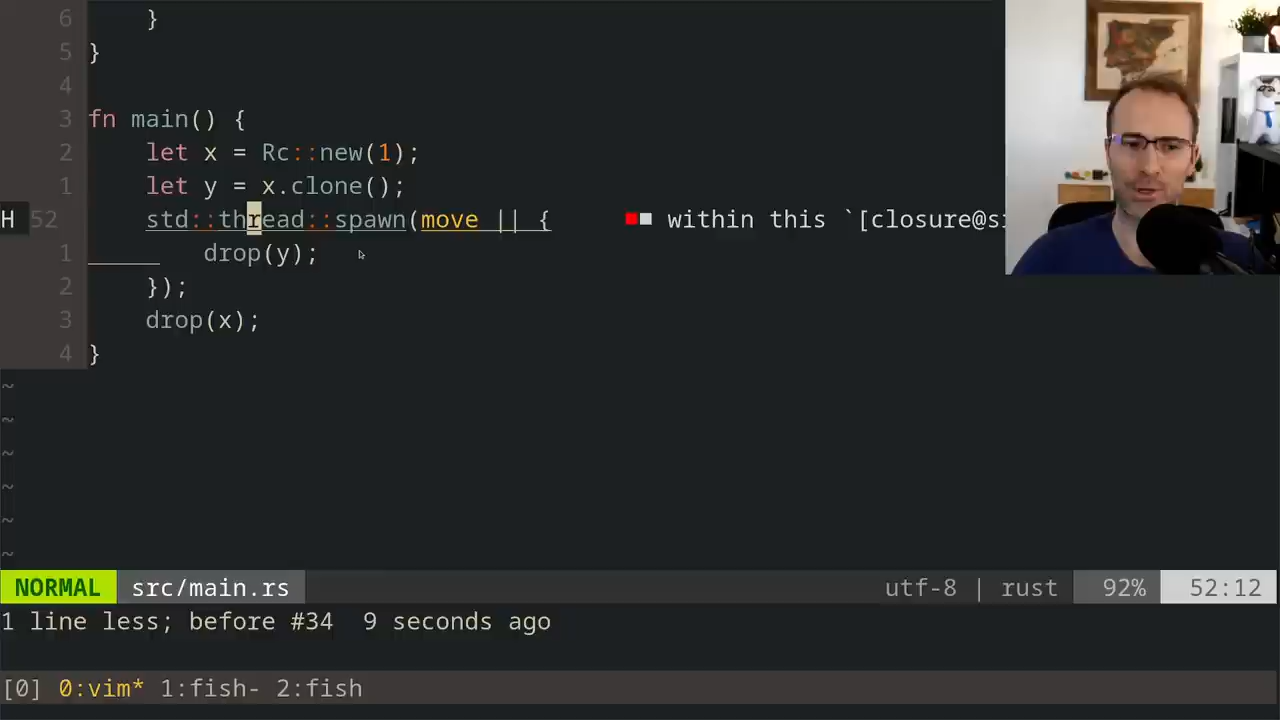 6 }
5 }
4
3 fn main() {
2 let x = Rc::new(1);
1 let y = x.clone();
H 52 std::thread::spawn(move || { within this `[closure@s
1 drop(y);
2 });
3 drop(x);
4 }
~
~
~
~
~
~
NORMAL src/main.rs utf-8 | rust 92% 52:12
1 line less; before #34 9 seconds ago
[0] 0:vim* 1:fish- 2:fish